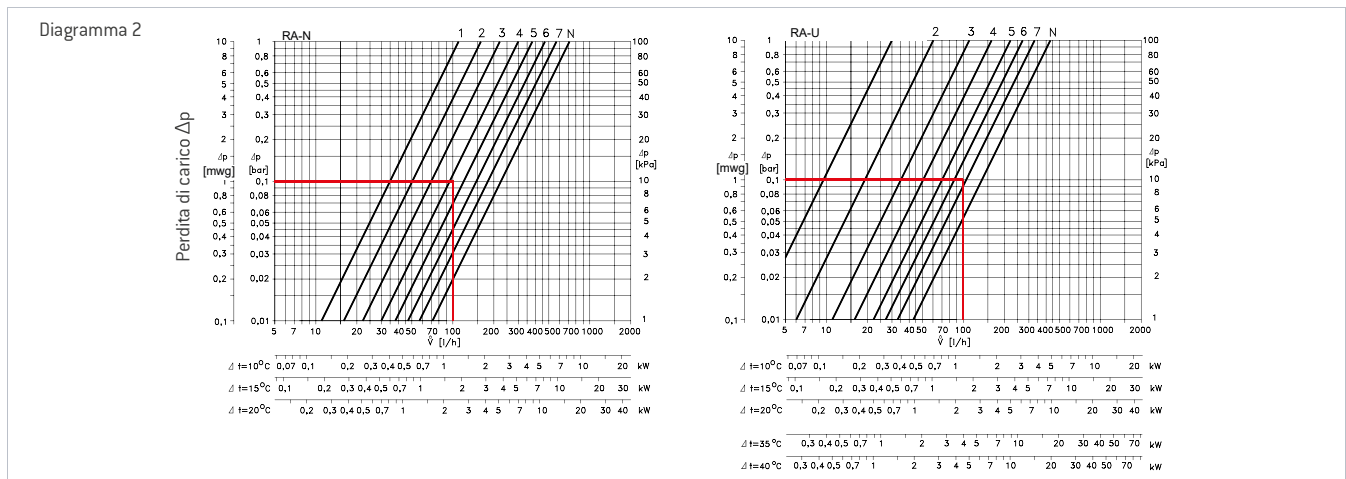 Diagramma 2
Perdita di carico Δp
RA-N
1 2 3 4 5 6 7 N
10 1 100
8 0,8 80
6 0,6 60
5 0,5 50
4 0,4 40
3 30
2 0,2 20
Δp Δp Δp
[mwg] [bar] [kPa]
1 0,1 10
0,8 0,08 8
0,6 0,06 6
0,5 0,05 5
0,4 0,04 4
0,3 0,03 3
0,2 0,02 2
0,1 0,01 1
5 7 10 20 30 40 50 70 100 200 300 400 500 700 1000 2000
V̊ [l/h]
Δ t=10°C 0,07 0,1 0,2 0,3 0,4 0,5 0,7 1 2 3 4 5 7 10 20 kW
Δ t=15°C 0,1 0,2 0,3 0,4 0,5 0,7 1 2 3 4 5 7 10 20 30 kW
Δ t=20°C 0,2 0,3 0,4 0,5 0,7 1 2 3 4 5 7 10 20 30 40 kW
RA-U
2 3 4 5 6 7 N
10 1 100
8 0,8 80
6 0,6 60
5 0,5 50
4 0,4 40
3 0,3 30
2 0,2 20
Δp Δp Δp
[mwg] [bar] [kPa]
1 0,1 10
0,8 0,08 8
0,6 0,06 6
0,5 0,05 5
0,4 0,04 4
0,3 0,03 3
0,2 0,02 2
0,1 0,01 1
5 7 10 20 30 40 50 70 100 200 300 400 500 700 1000 2000
V̊ [l/h]
Δ t=10°C 0,07 0,1 0,2 0,3 0,4 0,5 0,7 1 2 3 4 5 7 10 20 kW
Δ t=15°C 0,1 0,2 0,3 0,4 0,5 0,7 1 2 3 4 5 7 10 20 30 kW
Δ t=20°C 0,2 0,3 0,4 0,5 0,7 1 2 3 4 5 7 10 20 30 40 kW
Δ t=35°C 0,3 0,4 0,5 0,7 1 2 3 4 5 7 10 20 30 40 50 70 kW
Δ t=40°C 0,3 0,4 0,5 0,7 1 2 3 4 5 7 10 20 30 40 50 70 kW